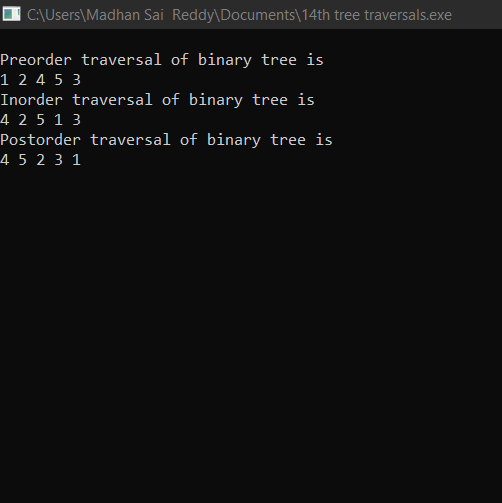 C:\Users\Madhan Sai  Reddy\Documents\14th tree traversals.exe
Preorder traversal of binary tree is
1 2 4 5 3
Inorder traversal of binary tree is
4 2 5 1 3
Postorder traversal of binary tree is
4 5 2 3 1